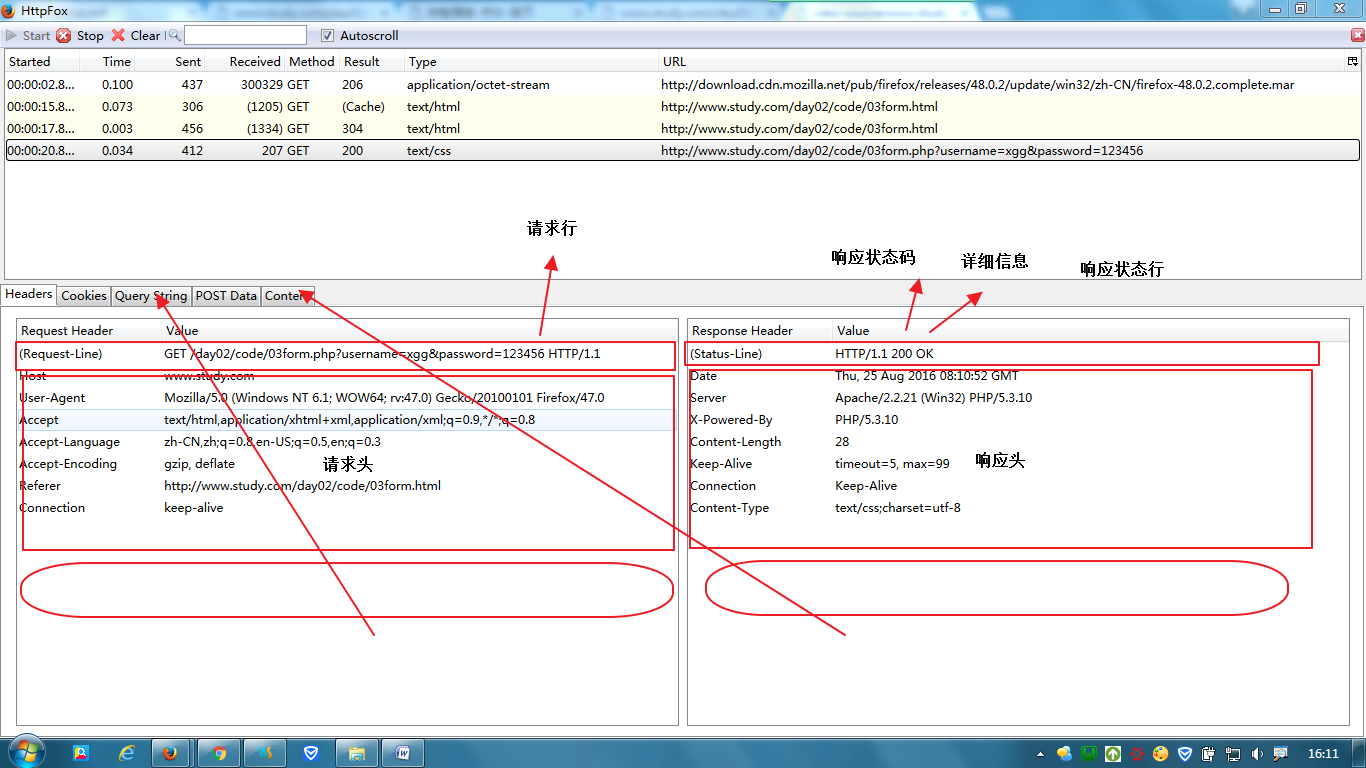 HttpFox
Start Stop Clear Autoscroll
Started Time Sent Received Method Result Type URL
00:00:02.8... 0.100 437 300329 GET 206 application/octet-stream http://download.cdn.mozilla.net/pub/firefox/releases/48.0.2/update/win32/zh-CN/firefox-48.0.2.complete.mar
00:00:15.8... 0.073 306 (1205) GET (Cache) text/html http://www.study.com/day02/code/03form.html
00:00:17.8... 0.003 456 (1334) GET 304 text/html http://www.study.com/day02/code/03form.html
00:00:20.8... 0.034 412 207 GET 200 text/css http://www.study.com/day02/code/03form.php?username=xgg&password=123456
请求行
响应状态码 详细信息 响应状态行
Headers Cookies Query String POST Data Content
Request Header Value
(Request-Line) GET /day02/code/03form.php?username=xgg&password=123456 HTTP/1.1
Host www.study.com
User-Agent Mozilla/5.0 (Windows NT 6.1; WOW64; rv:47.0) Gecko/20100101 Firefox/47.0
Accept text/html,application/xhtml+xml,application/xml;q=0.9,*/*;q=0.8
Accept-Language zh-CN,zh;q=0.8,en-US;q=0.5,en;q=0.3
Accept-Encoding gzip, deflate
请求头
Referer http://www.study.com/day02/code/03form.html
Connection keep-alive
Response Header Value
(Status-Line) HTTP/1.1 200 OK
Date Thu, 25 Aug 2016 08:10:52 GMT
Server Apache/2.2.21 (Win32) PHP/5.3.10
X-Powered-By PHP/5.3.10
Content-Length 28
Keep-Alive timeout=5, max=99
响应头
Connection Keep-Alive
Content-Type text/css;charset=utf-8
16:11